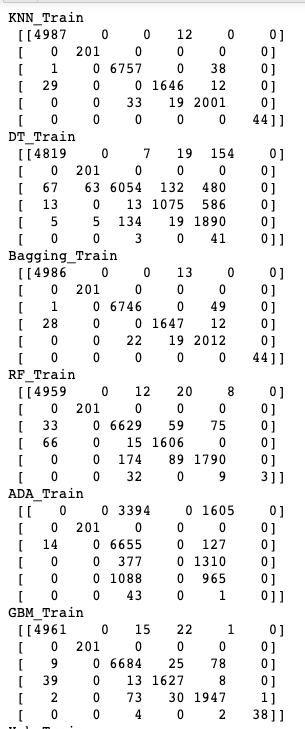 KNN_Train
[[4987 0 0 12 0 0]
[ 0 201 0 0 0 0]
[ 1 0 6757 0 38 0]
[ 29 0 0 1646 12 0]
[ 0 0 33 19 2001 0]
[ 0 0 0 0 0 44]]
DT_Train
[[4819 0 7 19 154 0]
[ 0 201 0 0 0 0]
[ 67 63 6054 132 480 0]
[ 13 0 13 1075 586 0]
[ 5 5 134 19 1890 0]
[ 0 0 3 0 41 0]]
Bagging_Train
[[4986 0 0 13 0 0]
[ 0 201 0 0 0 0]
[ 1 0 6746 0 49 0]
[ 28 0 0 1647 12 0]
[ 0 0 22 19 2012 0]
[ 0 0 0 0 0 44]]
RF_Train
[[4959 0 12 20 8 0]
[ 0 201 0 0 0 0]
[ 33 0 6629 59 75 0]
[ 66 0 15 1606 0 0]
[ 0 0 174 89 1790 0]
[ 0 0 32 0 9 3]]
ADA_Train
[[ 0 0 3394 0 1605 0]
[ 0 201 0 0 0 0]
[ 14 0 6655 0 127 0]
[ 0 0 377 0 1310 0]
[ 0 0 1088 0 965 0]
[ 0 0 43 0 1 0]]
GBM_Train
[[4961 0 15 22 1 0]
[ 0 201 0 0 0 0]
[ 9 0 6684 25 78 0]
[ 39 0 13 1627 8 0]
[ 2 0 73 30 1947 1]
[ 0 0 4 0 2 38]]